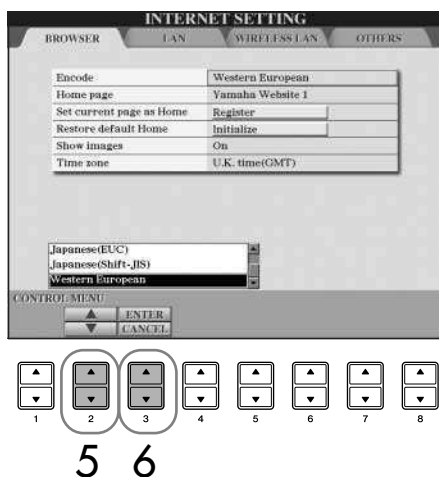 INTERNET SETTING
BROWSER LAN WIRELESS LAN OTHERS
Encode Western European
Home page Yamaha Website 1
Set current page as Home Register
Restore default Home Initialize
Show images On
Time zone U.K. time(GMT)
Japanese(EUC)
Japanese(Shift-JIS)
Western European
CONTROL MENU
ENTER
CANCEL
1 2 3 4 5 6 7 8
5 6